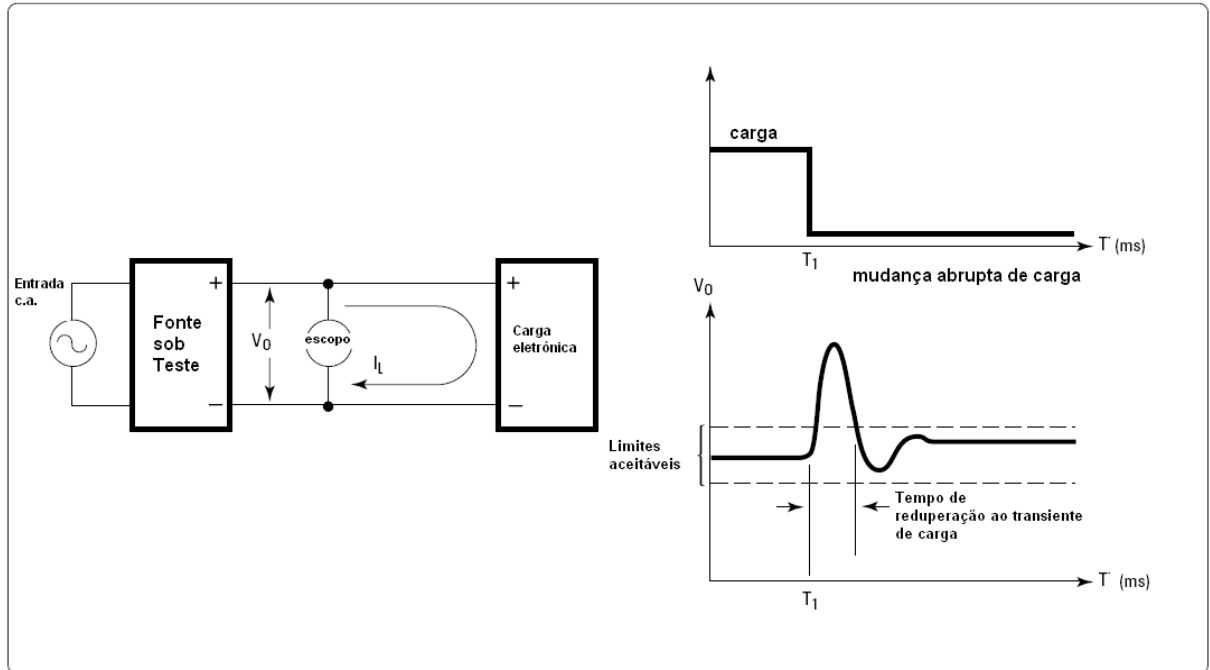 Entrada
c.a.
Fonte
sob
Teste
+
−
V0
escopo
IL
+
−
Carga
eletrónica
carga
T1
T (ms)
mudança abrupta de carga
V0
Limites
aceitáveis
Tempo de
reduperação ao transiente
de carga
T1
T (ms)